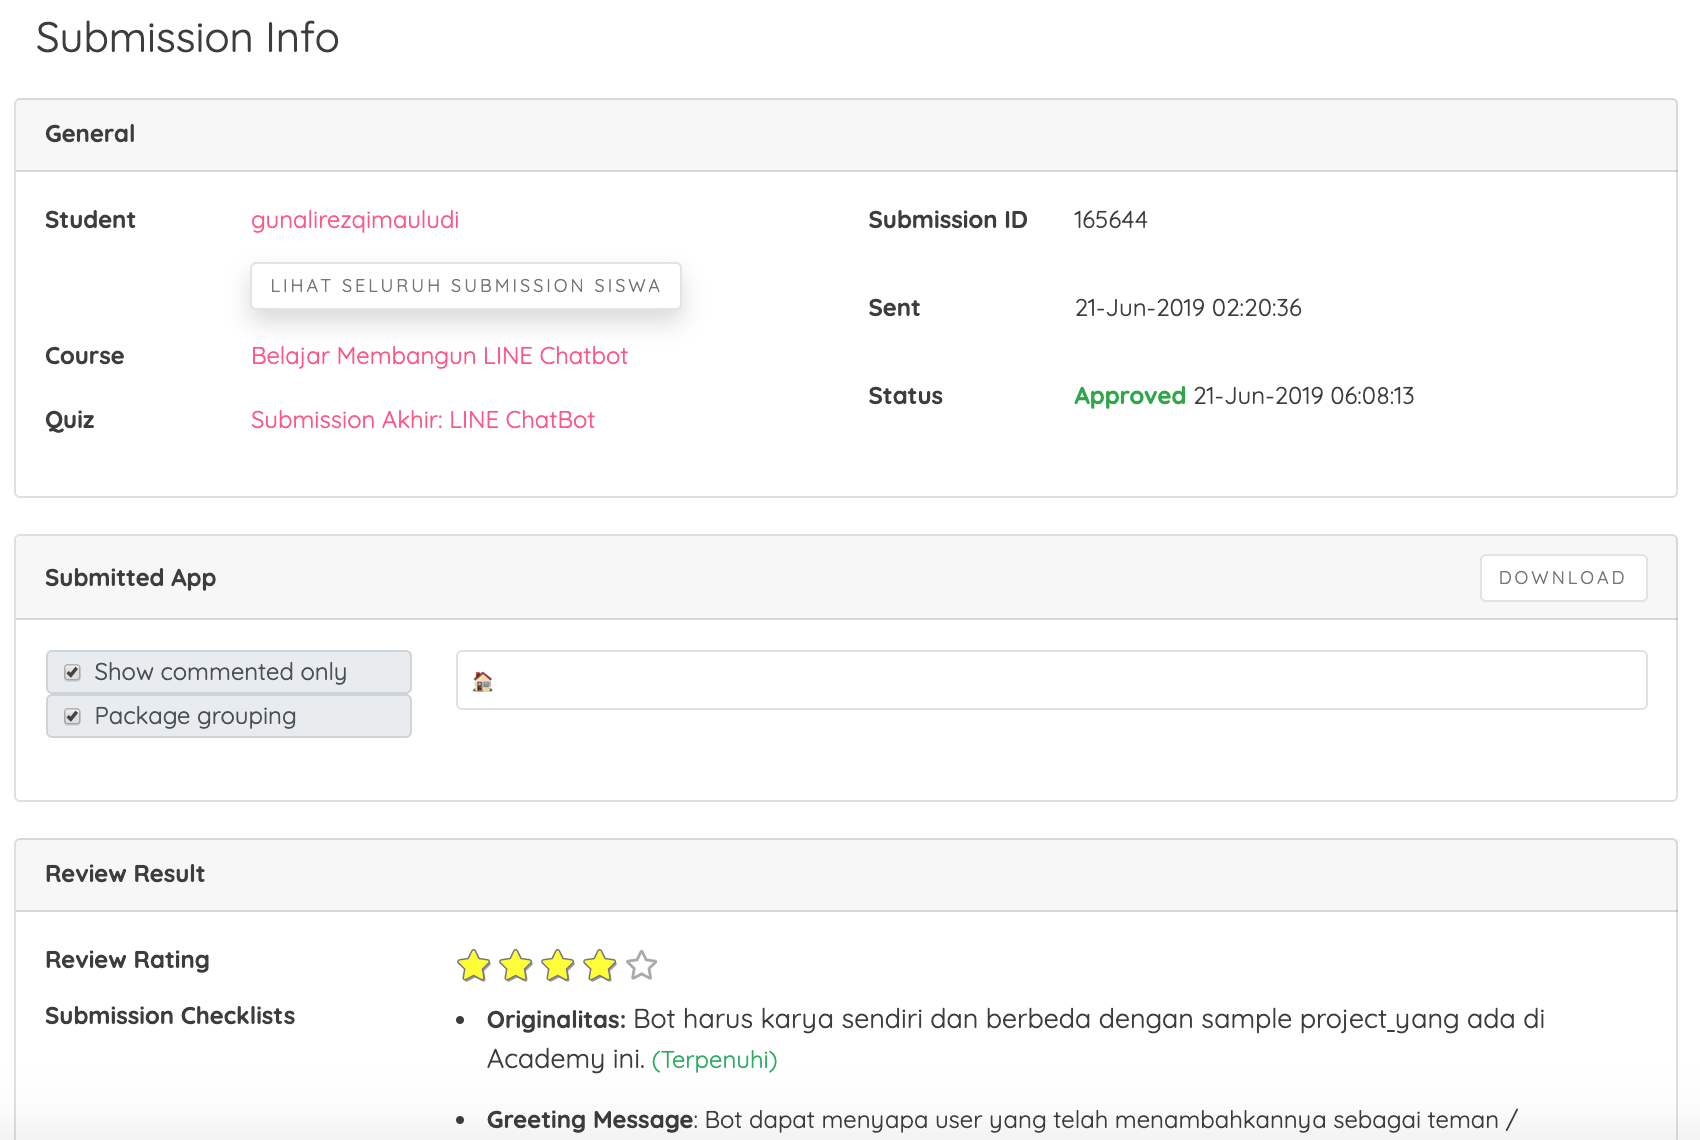 Submission Info
General
Student gunalirezqimauludi
LIHAT SELURUH SUBMISSION SISWA
Course Belajar Membangun LINE Chatbot
Quiz Submission Akhir: LINE ChatBot
Submission ID 165644
Sent 21-Jun-2019 02:20:36
Status Approved 21-Jun-2019 06:08:13
Submitted App
DOWNLOAD
Show commented only
Package grouping
Review Result
Review Rating
Submission Checklists
• Originalitas: Bot harus karya sendiri dan berbeda dengan sample project_yang ada di
Academy ini. (Terpenuhi)
• Greeting Message: Bot dapat menyapa user yang telah menambahkannya sebagai teman /